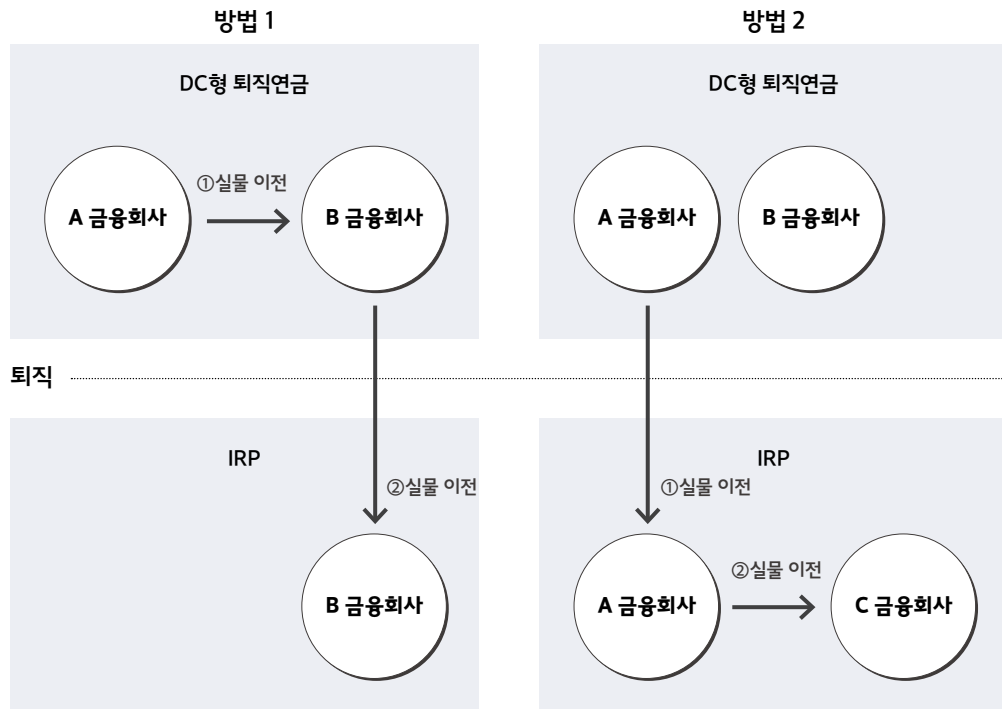 방법 1
DC형 퇴직연금
A 금융회사
①실물 이전
B 금융회사
방법 2
DC형 퇴직연금
A 금융회사
B 금융회사
퇴직
IRP
②실물 이전
B 금융회사
IRP
①실물 이전
A 금융회사
②실물 이전
C 금융회사